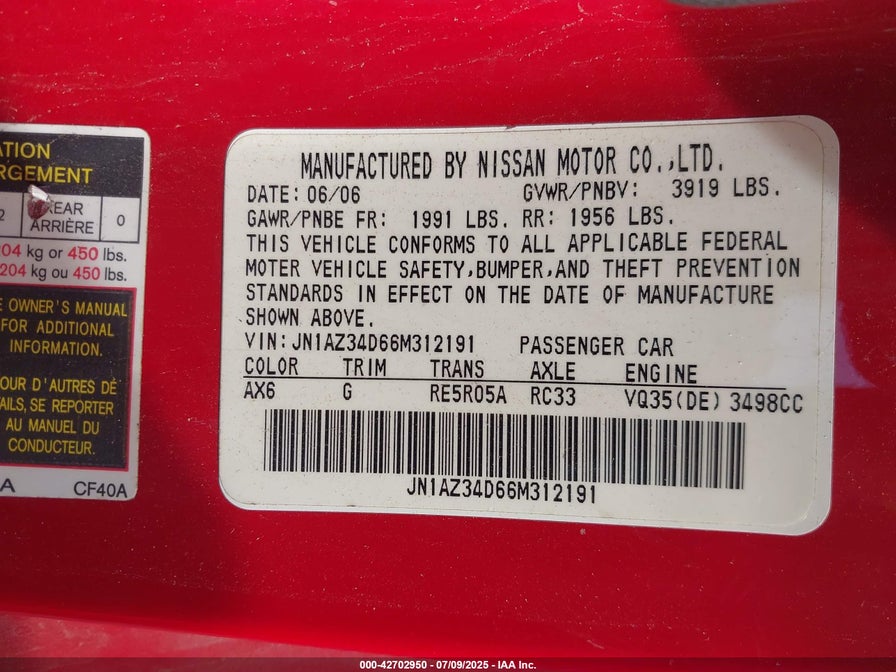 ATION
RGEMENT
2
REAR
ARRIÈRE
0
204 kg or 450 lbs.
204 kg ou 450 lbs.
OWNER'S MANUAL
FOR ADDITIONAL
INFORMATION.
D'AUTRES DÉ
TAILS, SE REPORTER
AU MANUEL DU
CONDUCTEUR.
A
CF40A
MANUFACTURED BY NISSAN MOTOR CO.,LTD.
DATE: 06/06 GVWR/PNBV: 3919 LBS.
GAWR/PNBE FR: 1991 LBS. RR: 1956 LBS.
THIS VEHICLE CONFORMS TO ALL APPLICABLE FEDERAL
MOTER VEHICLE SAFETY,BUMPER,AND THEFT PREVENTION
STANDARDS IN EFFECT ON THE DATE OF MANUFACTURE
SHOWN ABOVE.
VIN: JN1AZ34D66M312191 PASSENGER CAR
COLOR TRIM TRANS AXLE ENGINE
AX6 G RE5R05A RC33 VQ35(DE) 3498CC
JN1AZ34D66M312191
000-42702950 - 07/09/2025 - IAA Inc.